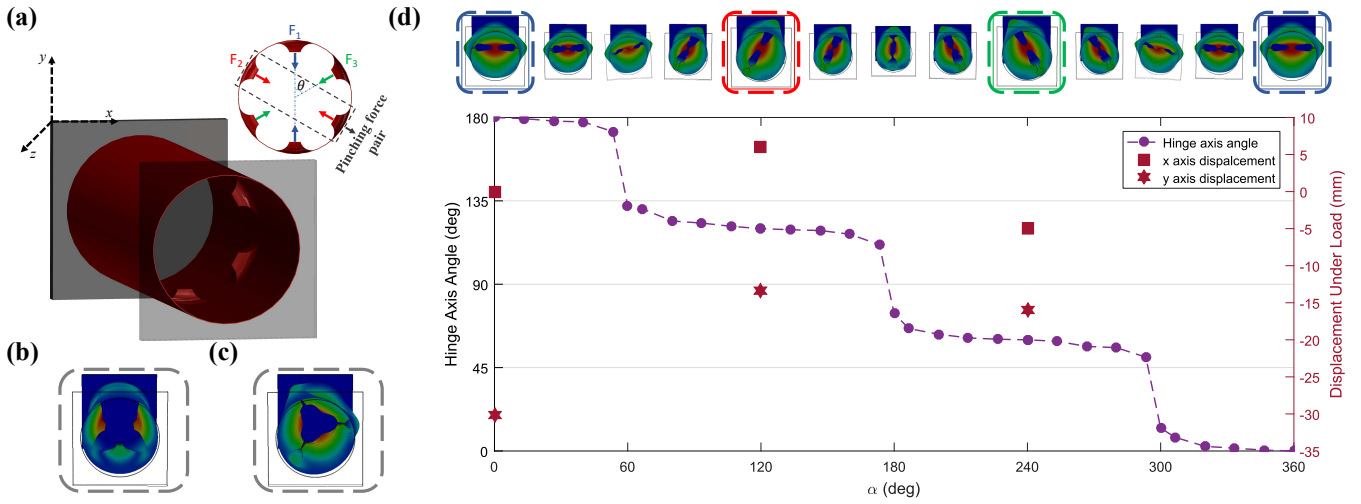 (a)
y
x
z
F1
F2
F3
θ
Pinching force
pair
(b)
(c)
(d)
Hinge Axis Angle (deg)
180
135
90
45
0
0
60
120
180
240
300
360
α (deg)
Hinge axis angle
x axis dispalcement
y axis displacement
10
5
0
-5
-10
-15
-20
-25
-30
-35
Displacement Under Load (mm)